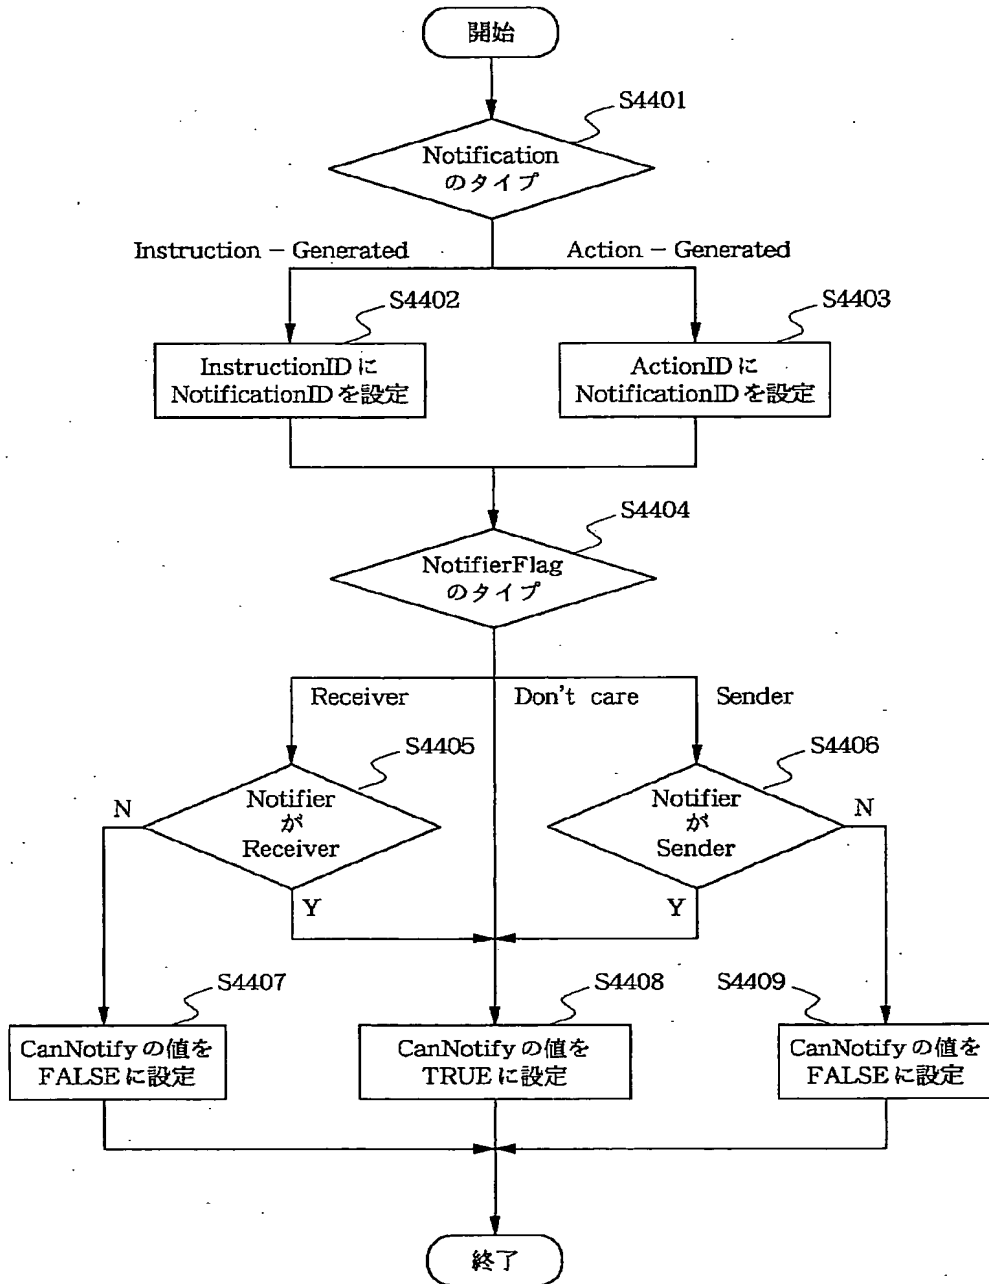 開始
S4401
Notification
のタイプ
Instruction － Generated
Action － Generated
S4402
S4403
InstructionID に
NotificationID を設定
ActionID に
NotificationID を設定
S4404
NotifierFlag
のタイプ
Receiver
Don't care
Sender
S4405
S4406
N
Notifier
が
Receiver
Y
Notifier
が
Sender
N
Y
S4407
S4408
S4409
CanNotify の値を
FALSE に設定
CanNotify の値を
TRUE に設定
CanNotify の値を
FALSE に設定
終了